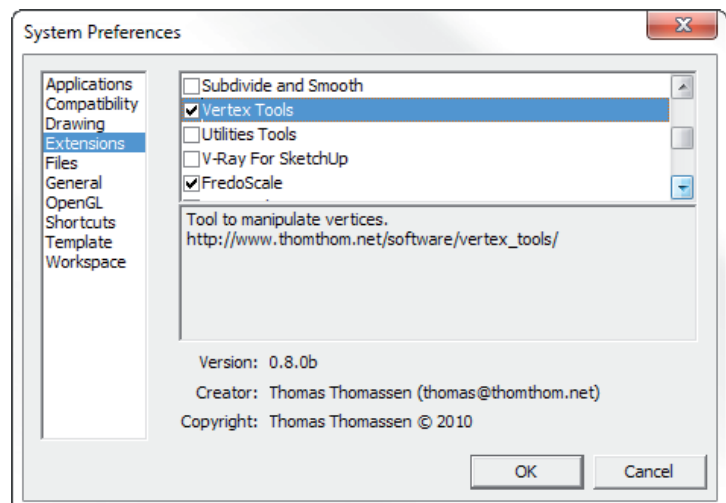 System Preferences
Applications
Compatibility
Drawing
Extensions
Files
General
OpenGL
Shortcuts
Template
Workspace
Subdivide and Smooth
Vertex Tools
Utilities Tools
V-Ray For SketchUp
FredoScale
Tool to manipulate vertices.
http://www.thomthom.net/software/vertex_tools/
Version: 0.8.0b
Creator: Thomas Thomassen (thomas@thomthom.net)
Copyright: Thomas Thomassen © 2010
OK Cancel